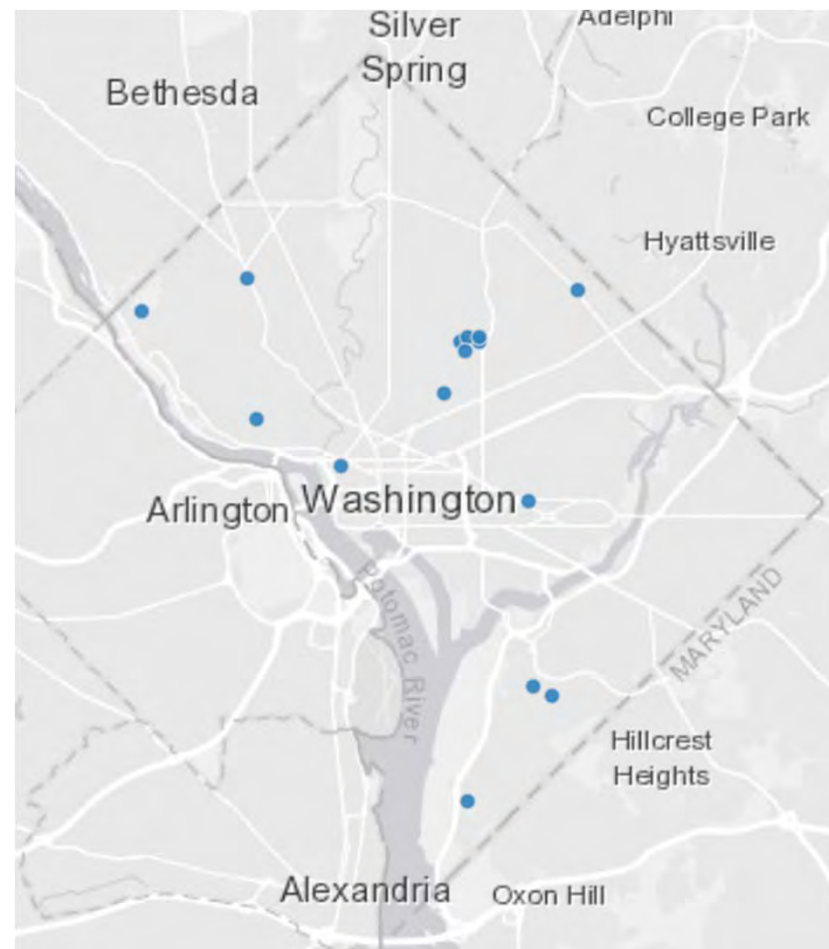 Silver
Spring
Adelphi
Bethesda
College Park
Hyattsville
Arlington
Washington
Potomac River
MARYLAND
Hillcrest
Heights
Alexandria
Oxon Hill